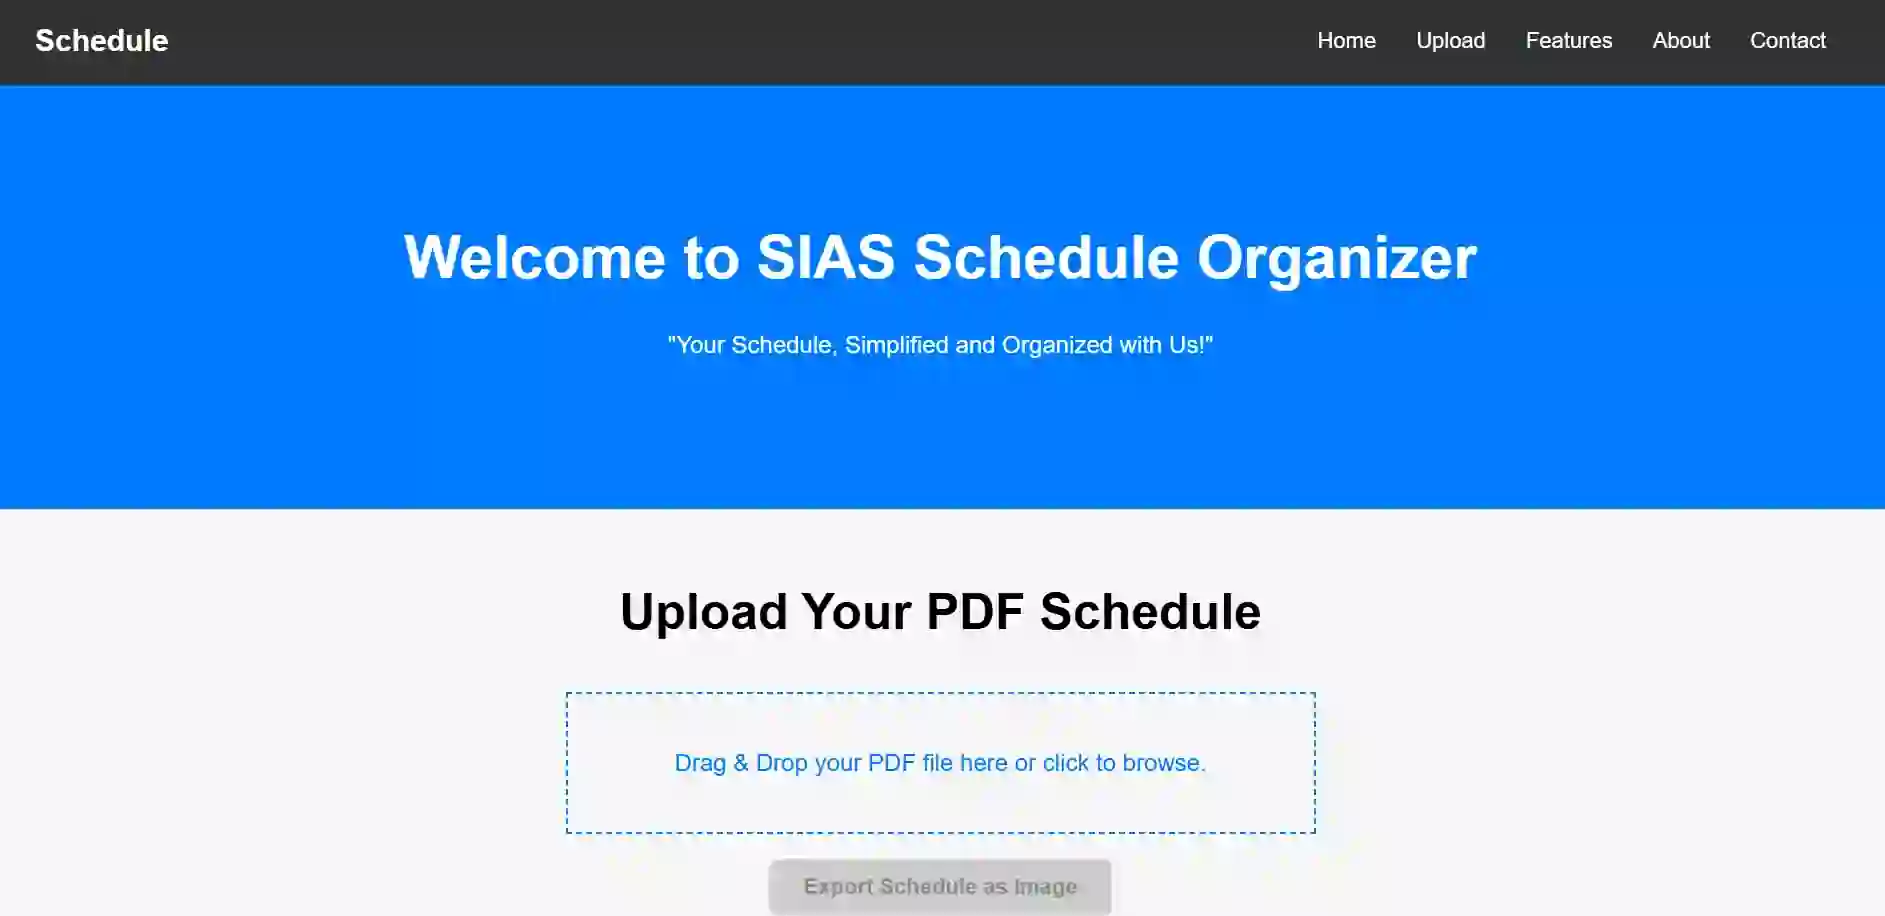 Schedule
Home Upload Features About Contact
Welcome to SIAS Schedule Organizer
"Your Schedule, Simplified and Organized with Us!"
Upload Your PDF Schedule
Drag & Drop your PDF file here or click to browse.
Export Schedule as Image